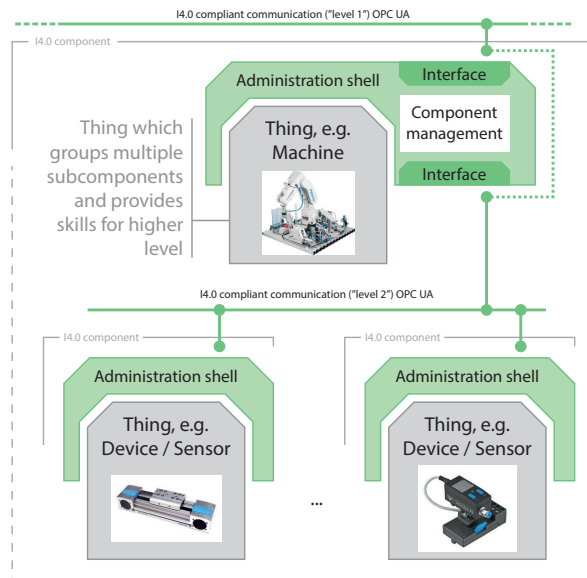 I4.0 compliant communication ("level 1") OPC UA
I4.0 component
Administration shell
Interface
Component
management
Interface
Thing, e.g.
Machine
Thing which
groups multiple
subcomponents
and provides
skills for higher
level
I4.0 compliant communication ("level 2") OPC UA
I4.0 component
Administration shell
Thing, e.g.
Device / Sensor
...
I4.0 component
Administration shell
Thing, e.g.
Device / Sensor